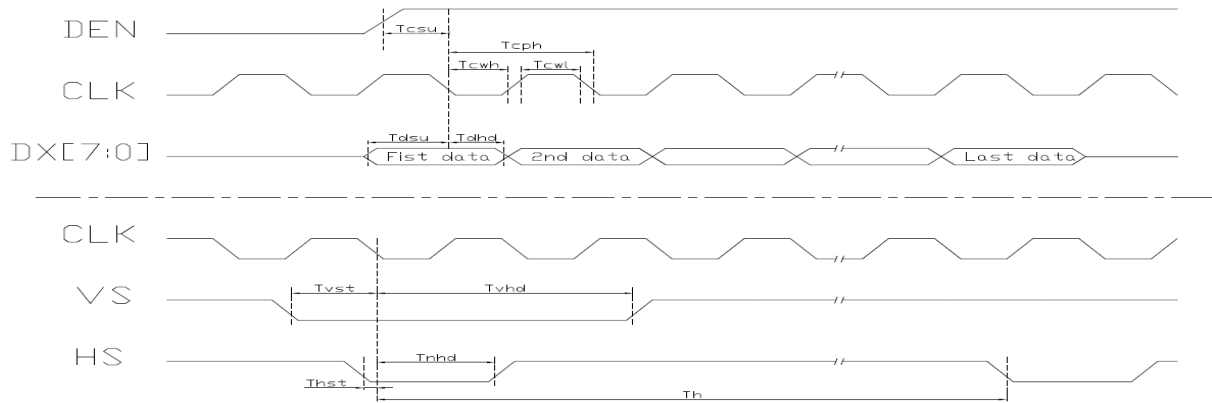 DEN
Tcsu
Tcph
CLK
Tcwh
Tcwl
DX[7:0]
Tdsu
Tdhd
Fist data
2nd data
Last data
CLK
VS
Tvst
Tvhd
HS
Tnhd
Thst
Th